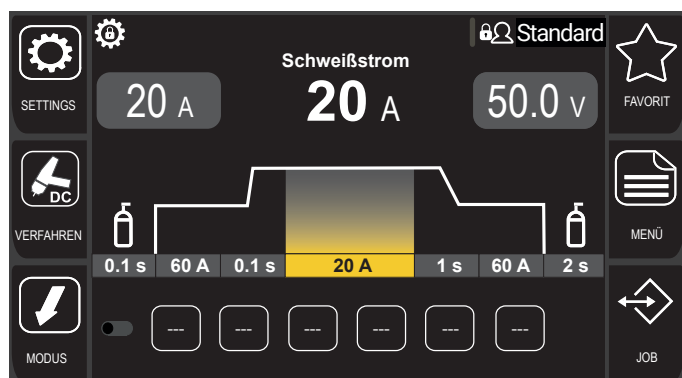 Standard
Schweißstrom
SETTINGS
20 A
20 A
50.0 V
FAVORIT
DC
VERFAHREN
MENÜ
0.1 s
60 A
0.1 s
20 A
1 s
60 A
2 s
---
---
---
---
---
---
MODUS
JOB